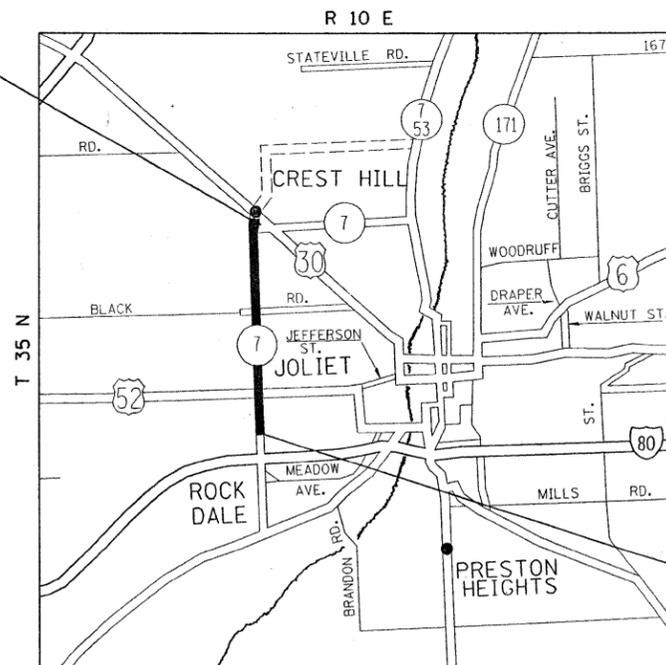 R 10 E
STATEVILLE RD.
167
7
53
171
CUTTER AVE.
BRIGGS ST.
RD.
CREST HILL
7
30
WOODRUFF
6
DRAPER
AVE.
WALNUT ST.
BLACK RD.
T 35 N
7
JEFFERSON
ST.
JOLIET
52
ST.
80
MEADOW
AVE.
ROCK
DALE
MILLS RD.
BRANDON RD.
PRESTON
HEIGHTS